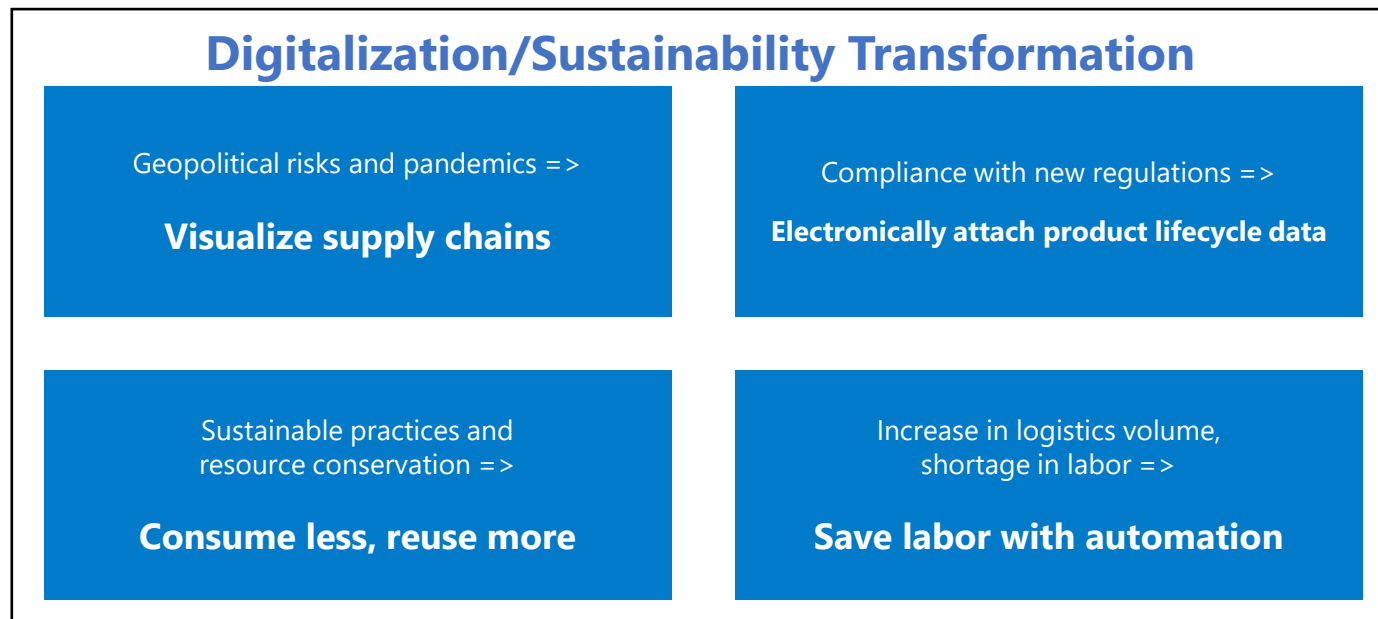 Digitalization/Sustainability Transformation
Geopolitical risks and pandemics =>
Visualize supply chains
Compliance with new regulations =>
Electronically attach product lifecycle data
Sustainable practices and
resource conservation =>
Consume less, reuse more
Increase in logistics volume,
shortage in labor =>
Save labor with automation